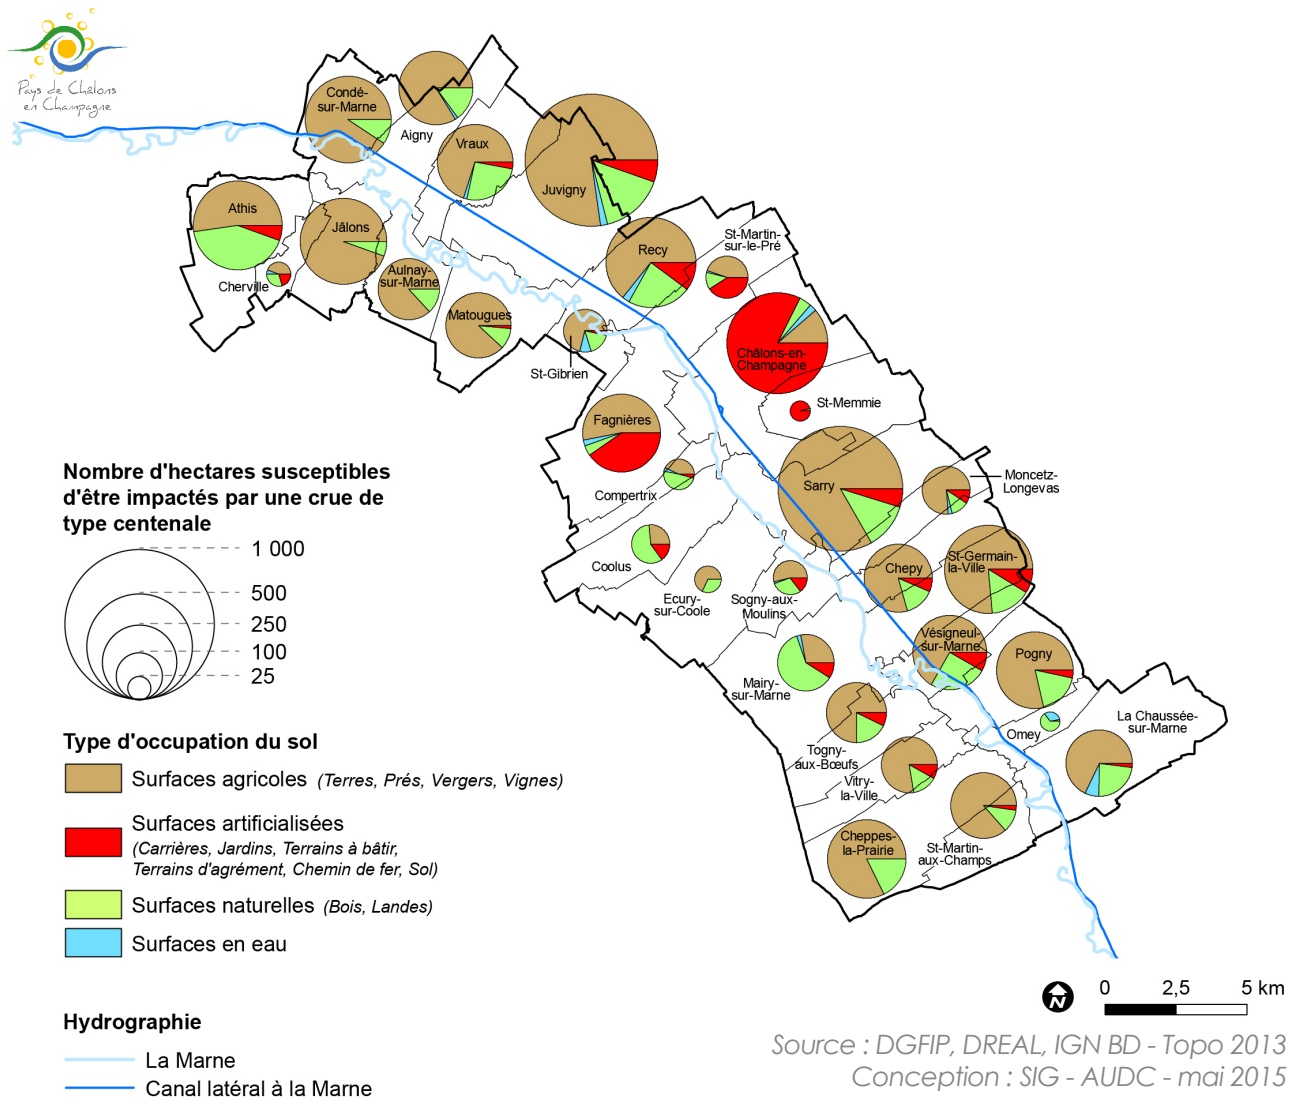 Pays de Châlons
en Champagne
Condé-
sur-Marne
Aigny
Vraux
Juvigny
Athis
Jâlons
Cherville
Aulnay-
sur-Marne
Matougues
Recy
St-Martin-
sur-le-Pré
St-Gibrien
Châlons-en-
Champagne
St-Memmie
Fagnières
Compertrix
Sarry
Moncetz-
Longevas
Coolus
Ecury-
sur-Coole
Sogny-aux-
Moulins
Chepy
St-Germain-
la-Ville
Vésigneul-
sur-Marne
Pogny
Mairy-
sur-Marne
Omey
La Chaussée-
sur-Marne
Togny-
aux-Bœufs
Vitry-
la-Ville
Cheppes-
la-Prairie
St-Martin-
aux-Champs
Nombre d'hectares susceptibles
d'être impactés par une crue de
type centenale
1 000
500
250
100
25
Type d'occupation du sol
Surfaces agricoles (Terres, Prés, Vergers, Vignes)
Surfaces artificialisées
(Carrières, Jardins, Terrains à bâtir,
Terrains d'agrément, Chemin de fer, Sol)
Surfaces naturelles (Bois, Landes)
Surfaces en eau
Hydrographie
La Marne
Canal latéral à la Marne
N
0 2,5 5 km
Source : DGFIP, DREAL, IGN BD - Topo 2013
Conception : SIG - AUDC - mai 2015